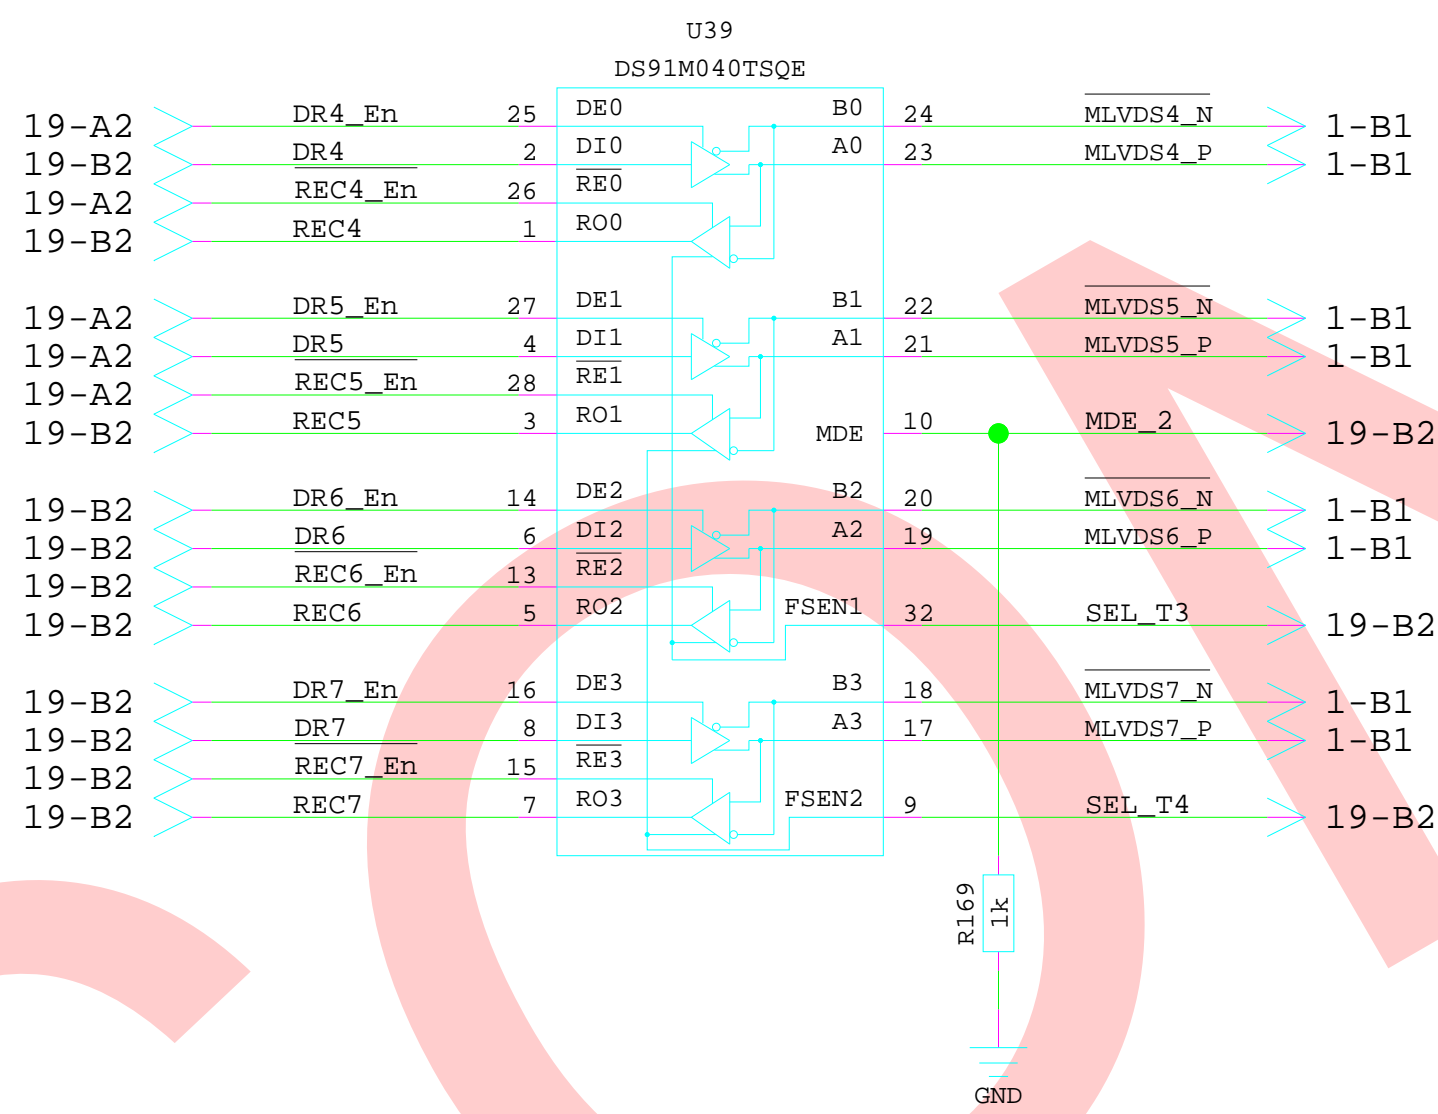 U39
DS91M040TSQE
19-A2 DR4_En 25 DE0 B0 24 MLVDS4_N 1-B1
19-B2 DR4 2 DI0 A0 23 MLVDS4_P 1-B1
19-A2 REC4_En 26 RE0
19-B2 REC4 1 RO0
19-A2 DR5_En 27 DE1 B1 22 MLVDS5_N 1-B1
19-A2 DR5 4 DI1 A1 21 MLVDS5_P 1-B1
19-A2 REC5_En 28 RE1
19-B2 REC5 3 RO1 MDE 10 MDE_2 19-B2
19-B2 DR6_En 14 DE2 B2 20 MLVDS6_N 1-B1
19-B2 DR6 6 DI2 A2 19 MLVDS6_P 1-B1
19-B2 REC6_En 13 RE2
19-B2 REC6 5 RO2 FSEN1 32 SEL_T3 19-B2
19-B2 DR7_En 16 DE3 B3 18 MLVDS7_N 1-B1
19-B2 DR7 8 DI3 A3 17 MLVDS7_P 1-B1
19-B2 REC7_En 15 RE3
19-B2 REC7 7 RO3 FSEN2 9 SEL_T4 19-B2
R169
1k
GND